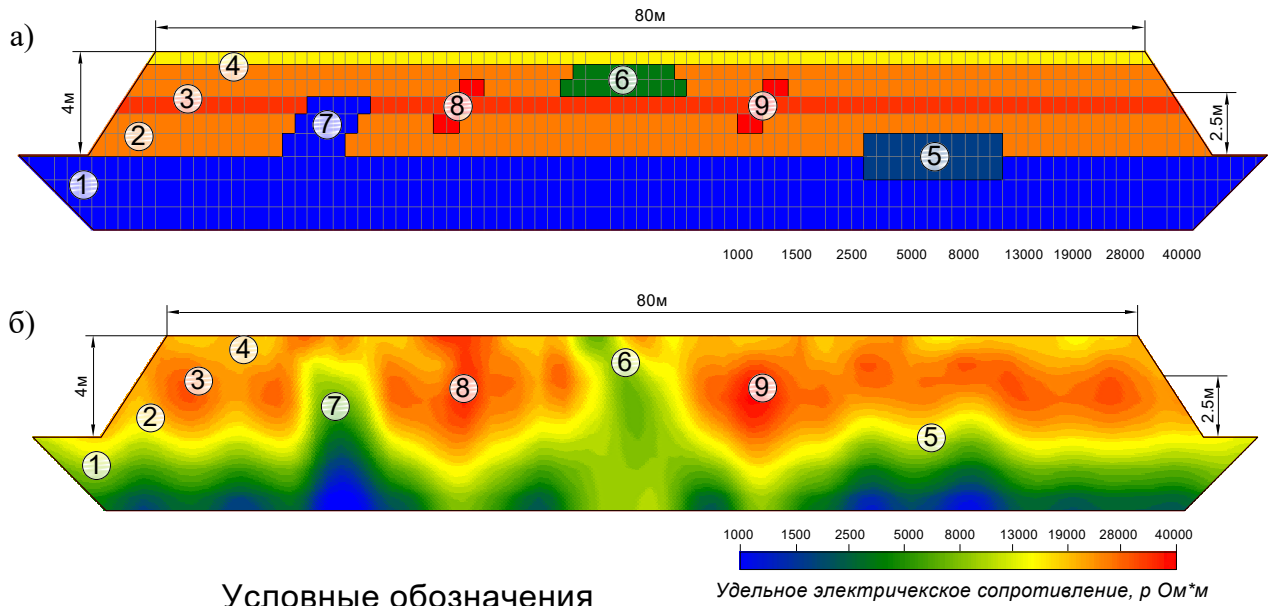 80м
а)
4м
4
3
2
1
7
8
6
9
5
2.5м
1000 1500 2500 5000 8000 13000 19000 28000 40000
80м
б)
4м
4
3
2
1
7
8
6
9
5
2.5м
1000 1500 2500 5000 8000 13000 19000 28000 40000
Удельное электричекское сопротивление, р Ом*м
Условные обозначения